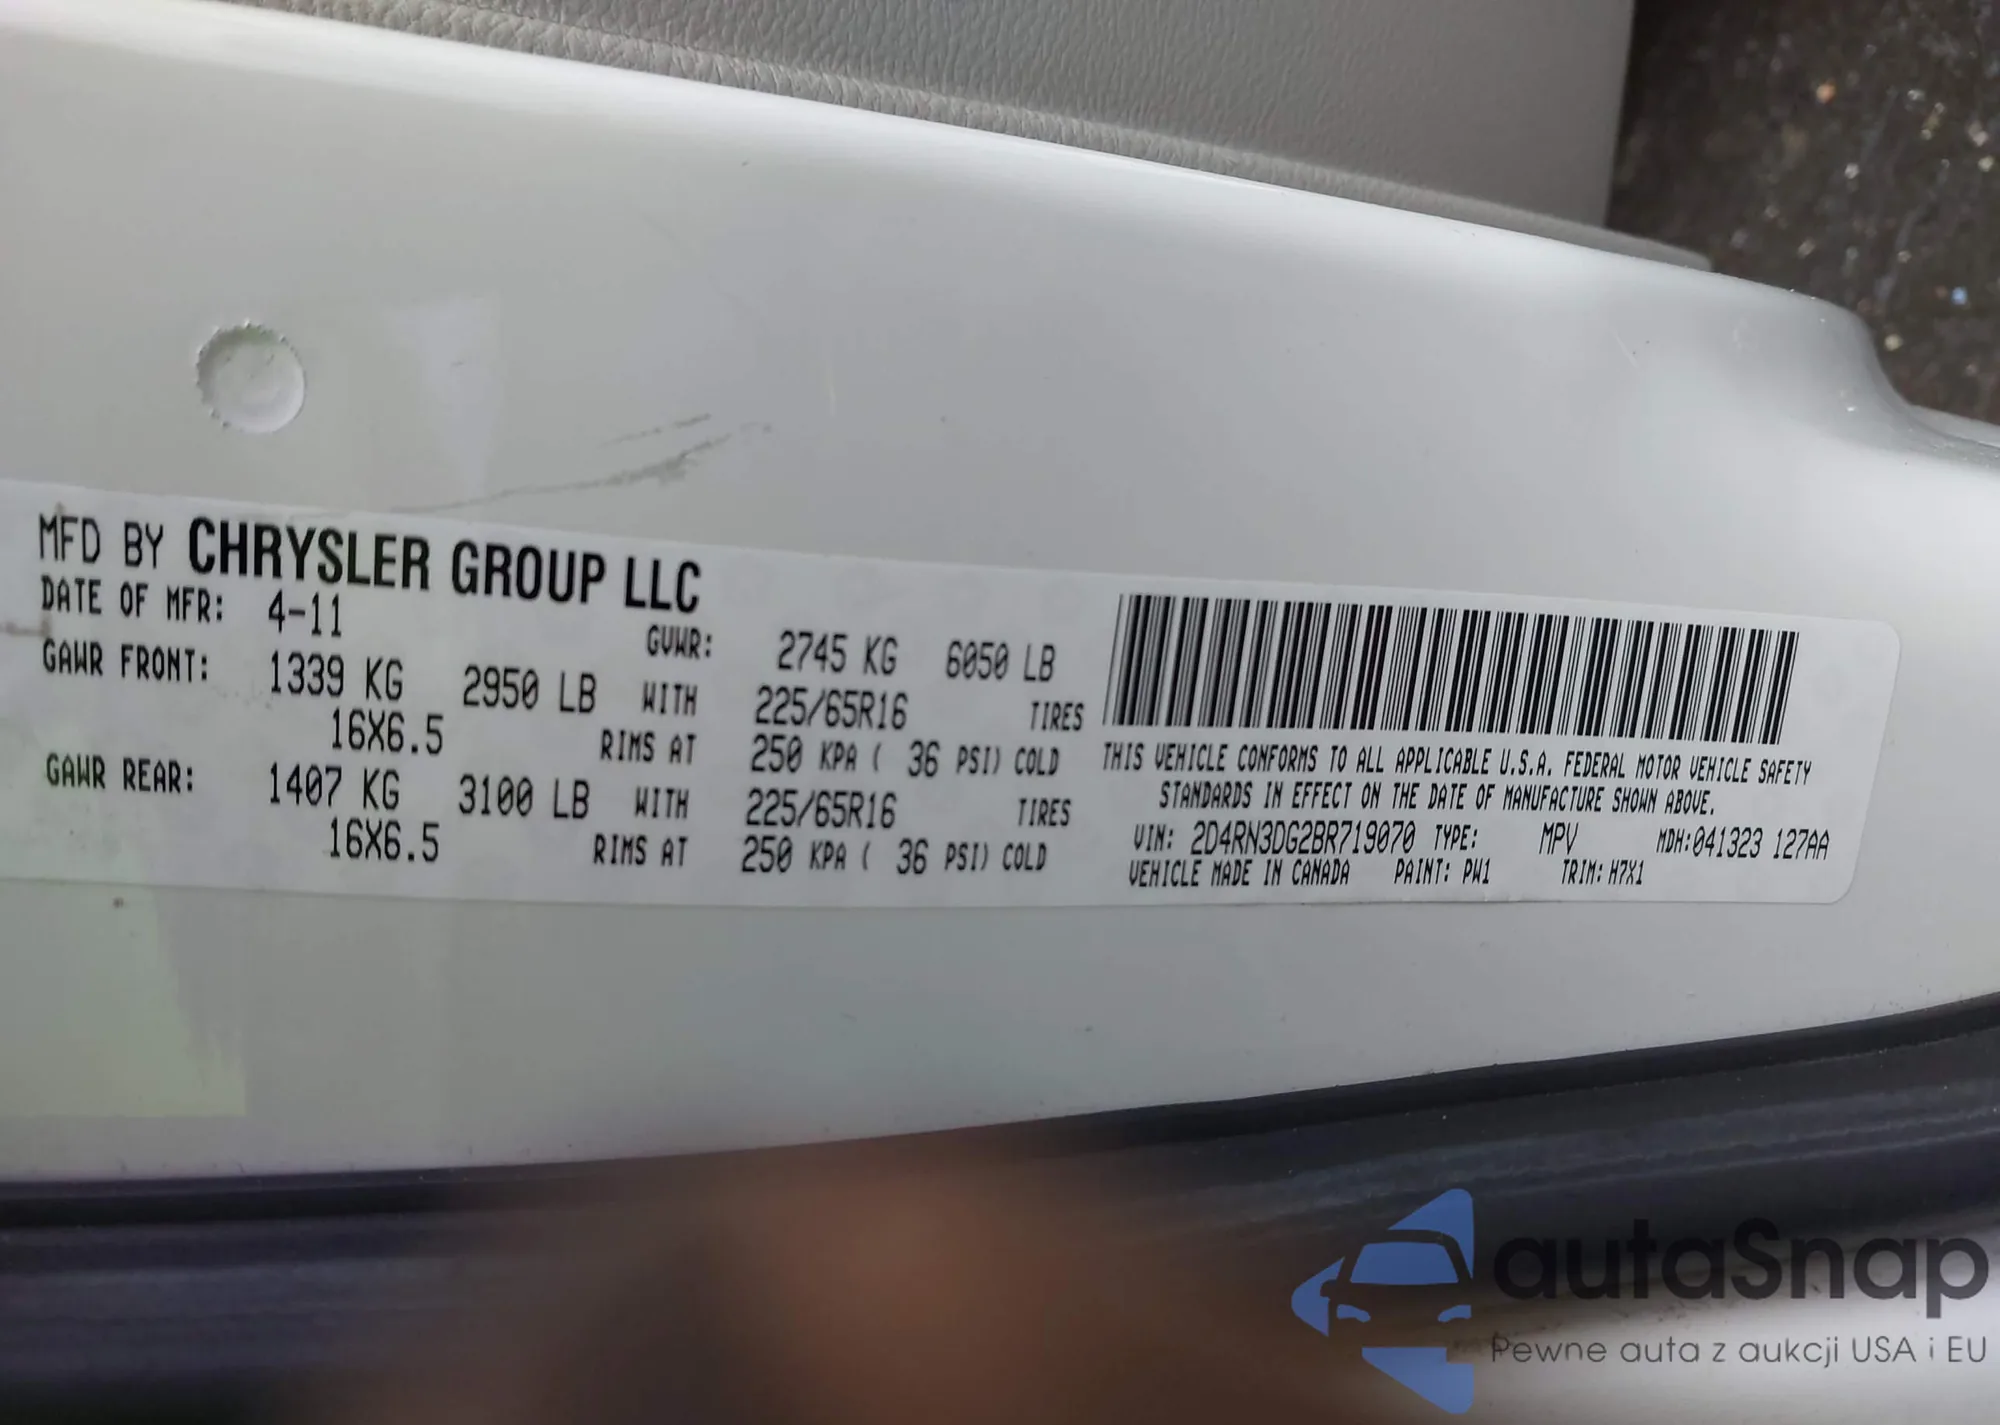 MFD BY CHRYSLER GROUP LLC
DATE OF MFR: 4-11 GVWR: 2745 KG 6050 LB
GAWR FRONT: 1339 KG 2950 LB WITH 225/65R16 TIRES
16X6.5 RIMS AT 250 KPA ( 36 PSI) COLD
GAWR REAR: 1407 KG 3100 LB WITH 225/65R16 TIRES
16X6.5 RIMS AT 250 KPA ( 36 PSI) COLD
THIS VEHICLE CONFORMS TO ALL APPLICABLE U.S.A. FEDERAL MOTOR VEHICLE SAFETY
STANDARDS IN EFFECT ON THE DATE OF MANUFACTURE SHOWN ABOVE.
VIN: 2D4RN3DG2BR719070 TYPE: MPV MDH:041323 127AA
VEHICLE MADE IN CANADA PAINT: PW1 TRIM: H7X1
autaSnap
Pewne auta z aukcji USA i EU